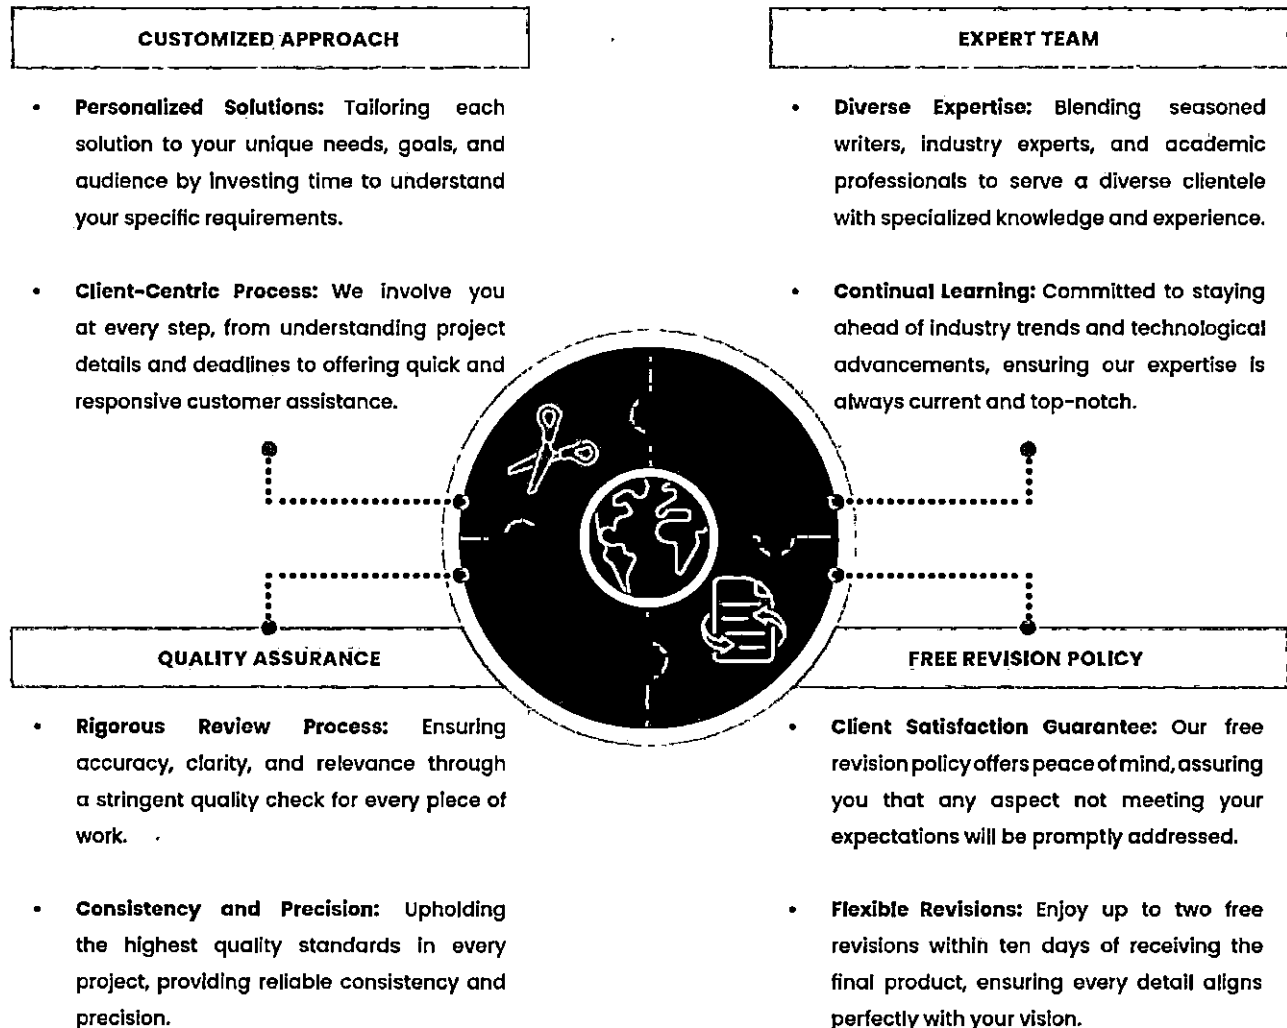 CUSTOMIZED APPROACH
• Personalized Solutions: Tailoring each
solution to your unique needs, goals, and
audience by investing time to understand
your specific requirements.
• Client-Centric Process: We involve you
at every step, from understanding project
details and deadlines to offering quick and
responsive customer assistance.
EXPERT TEAM
• Diverse Expertise: Blending seasoned
writers, industry experts, and academic
professionals to serve a diverse clientele
with specialized knowledge and experience.
• Continual Learning: Committed to staying
ahead of industry trends and technological
advancements, ensuring our expertise is
always current and top-notch.
QUALITY ASSURANCE
• Rigorous Review Process: Ensuring
accuracy, clarity, and relevance through
a stringent quality check for every piece of
work.
• Consistency and Precision: Upholding
the highest quality standards in every
project, providing reliable consistency and
precision.
FREE REVISION POLICY
• Client Satisfaction Guarantee: Our free
revision policy offers peace of mind, assuring
you that any aspect not meeting your
expectations will be promptly addressed.
• Flexible Revisions: Enjoy up to two free
revisions within ten days of receiving the
final product, ensuring every detail aligns
perfectly with your vision.